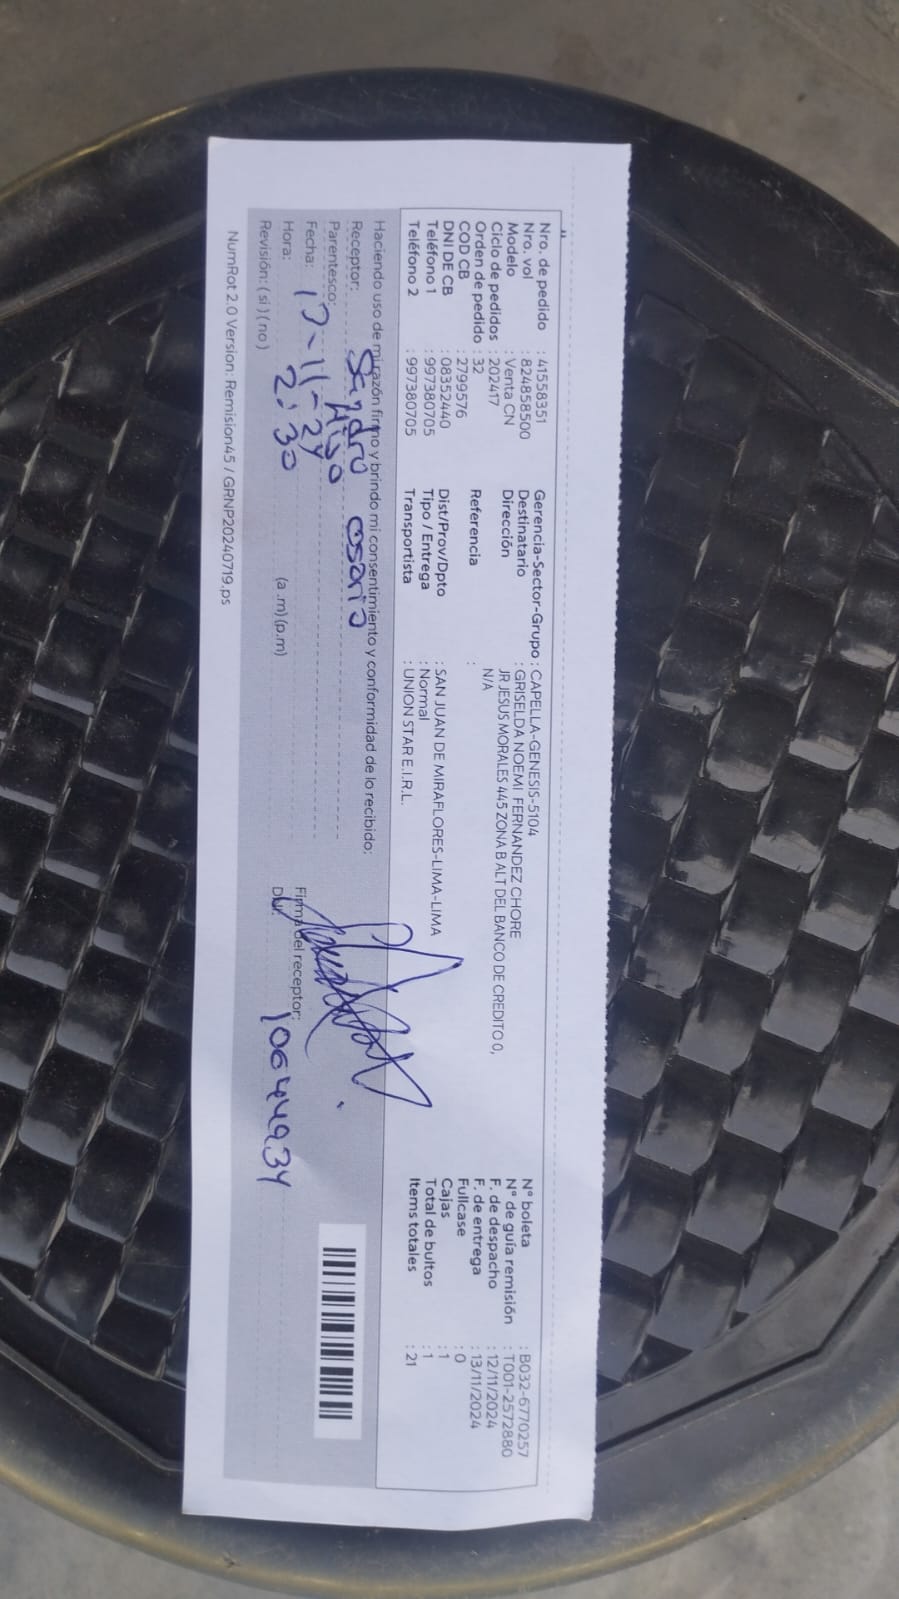 Nro. de pedido : 41558351
Nro. vol : 824858500
Modelo : Venta CN
Ciclo de pedidos : 202417
Orden de pedido : 32
COD CB : 2799576
DNI DE CB : 08352440
Teléfono 1 : 997380705
Teléfono 2 : 997380705
Gerencia-Sector-Grupo : CAPELLA-GENESIS-5104
Destinatario : GRISELDA NOEMI FERNANDEZ CHORE
Dirección JR JESUS MORALES 445 ZONA B ALT DEL BANCO DE CREDITO 0,
N/A
Referencia :
Dist/Prov/Dpto : SAN JUAN DE MIRAFLORES-LIMA-LIMA
Tipo / Entrega : Normal
Transportista : UNION STAR E.I.R.L.
N° boleta : B032-6770257
N° de guía remisión : T001-2572880
F. de despacho : 12/11/2024
F. de entrega : 13/11/2024
Fullcase : 0
Cajas : 1
Total de bultos : 1
Items totales : 21
Haciendo uso de mi razón firmo y brindo mi consentimiento y conformidad de lo recibido:
Receptor: Sandro Osorio
Parentesco: Hijo
Fecha: 13-11-24
Hora: 2:30 (a .m) (p.m)
Revisión: ( si ) ( no )
Firma del receptor:
DNI: 10644934
NumRot 2.0 Version: Remision45 / GRNP20240719.ps